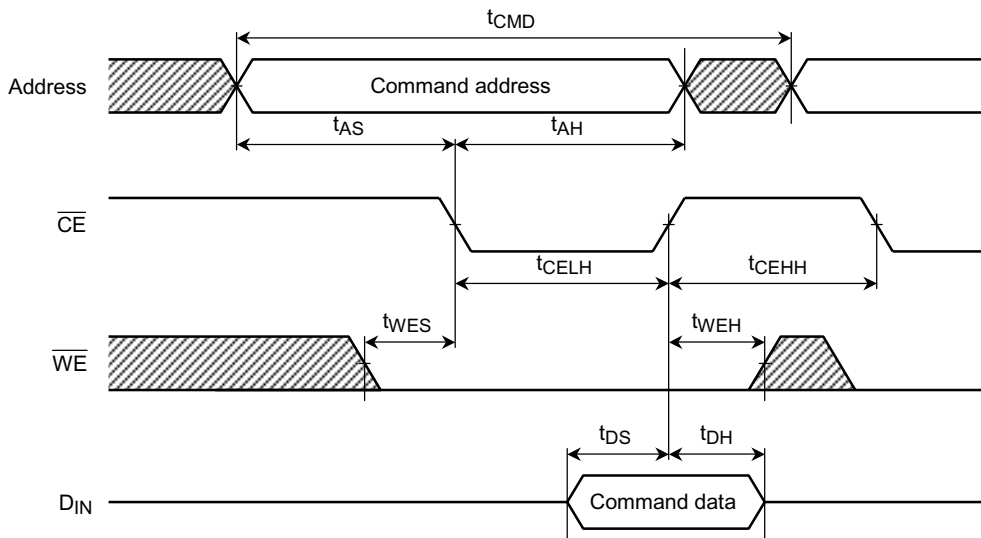 tCMD
Address
Command address
tAS
tAH
CE
tCELH
tCEHH
tWES
tWEH
WE
tDS
tDH
DIN
Command data